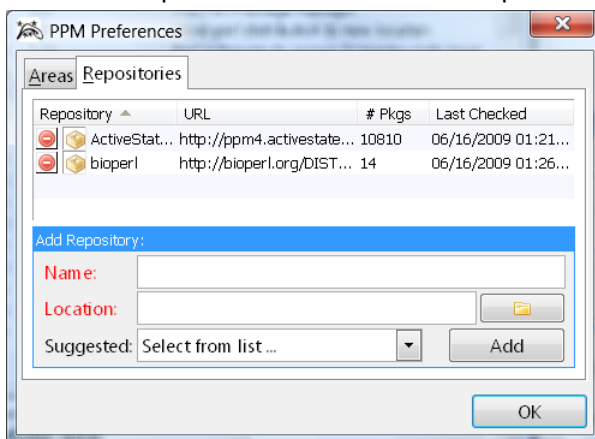 PPM Preferences
Areas Repositories
Repository URL # Pkgs Last Checked
ActiveStat... http://ppm4.activestate... 10810 06/16/2009 01:21...
bioperl http://bioperl.org/DIST... 14 06/16/2009 01:26...
Add Repository:
Name:
Location:
Suggested: Select from list ... Add
OK